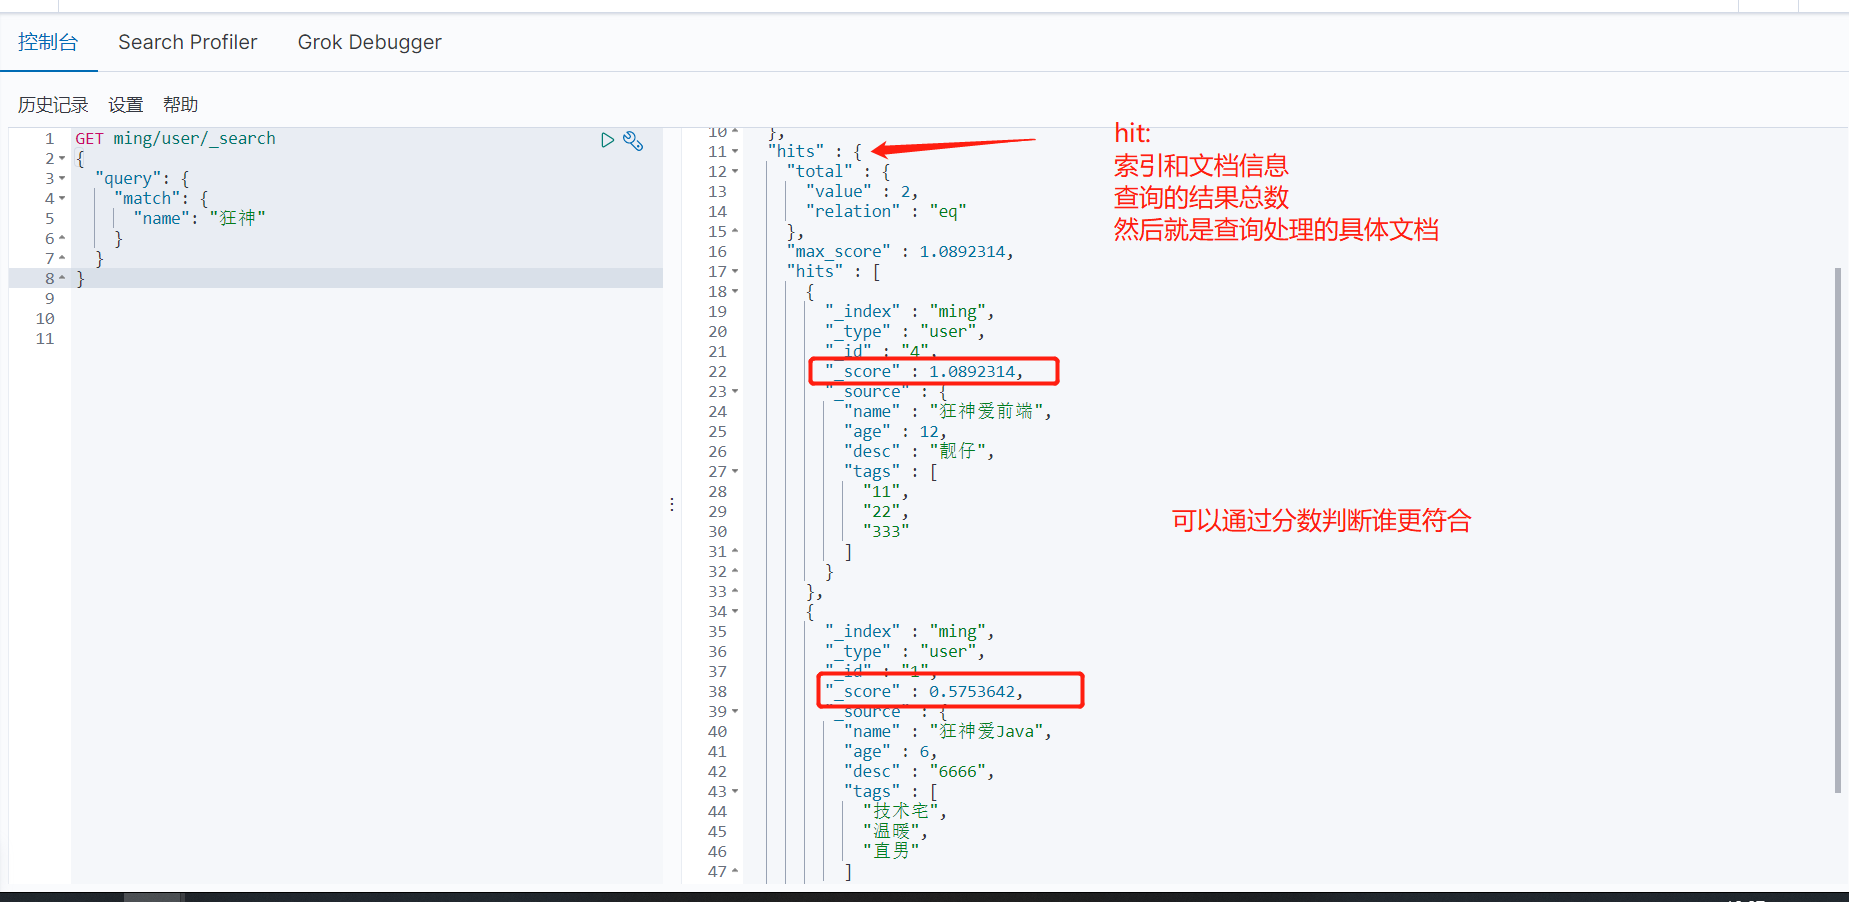 控制台 Search Profiler Grok Debugger
历史记录 设置 帮助
1 GET ming/user/_search
2 {
3 "query": {
4 "match": {
5 "name": "狂神"
6 }
7 }
8 }
9
10
11
10 },
11 "hits" : {
12 "total" : {
13 "value" : 2,
14 "relation" : "eq"
15 },
16 "max_score" : 1.0892314,
17 "hits" : [
18 {
19 "_index" : "ming",
20 "_type" : "user",
21 "_id" : "4",
22 "_score" : 1.0892314,
23 "_source" : {
24 "name" : "狂神爱前端",
25 "age" : 12,
26 "desc" : "靓仔",
27 "tags" : [
28 "11",
29 "22",
30 "333"
31 ]
32 }
33 },
34 {
35 "_index" : "ming",
36 "_type" : "user",
37 "_id" : "1",
38 "_score" : 0.5753642,
39 "_source" : {
40 "name" : "狂神爱Java",
41 "age" : 6,
42 "desc" : "6666",
43 "tags" : [
44 "技术宅",
45 "温暖",
46 "直男"
47 ]
hit:
索引和文档信息
查询的结果总数
然后就是查询处理的具体文档
可以通过分数判断谁更符合